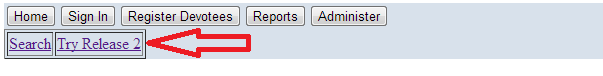 Home Sign In Register Devotees Reports Administer
Search Try Release 2